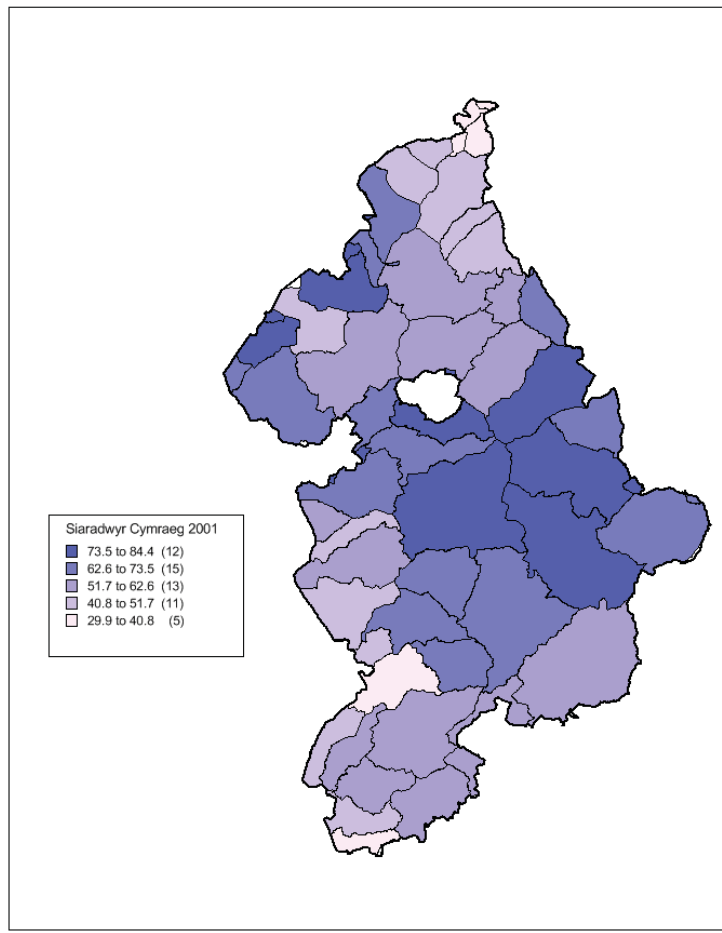 Siaradwyr Cymraeg 2001
73.5 to 84.4 (12)
62.6 to 73.5 (15)
51.7 to 62.6 (13)
40.8 to 51.7 (11)
29.9 to 40.8 (5)